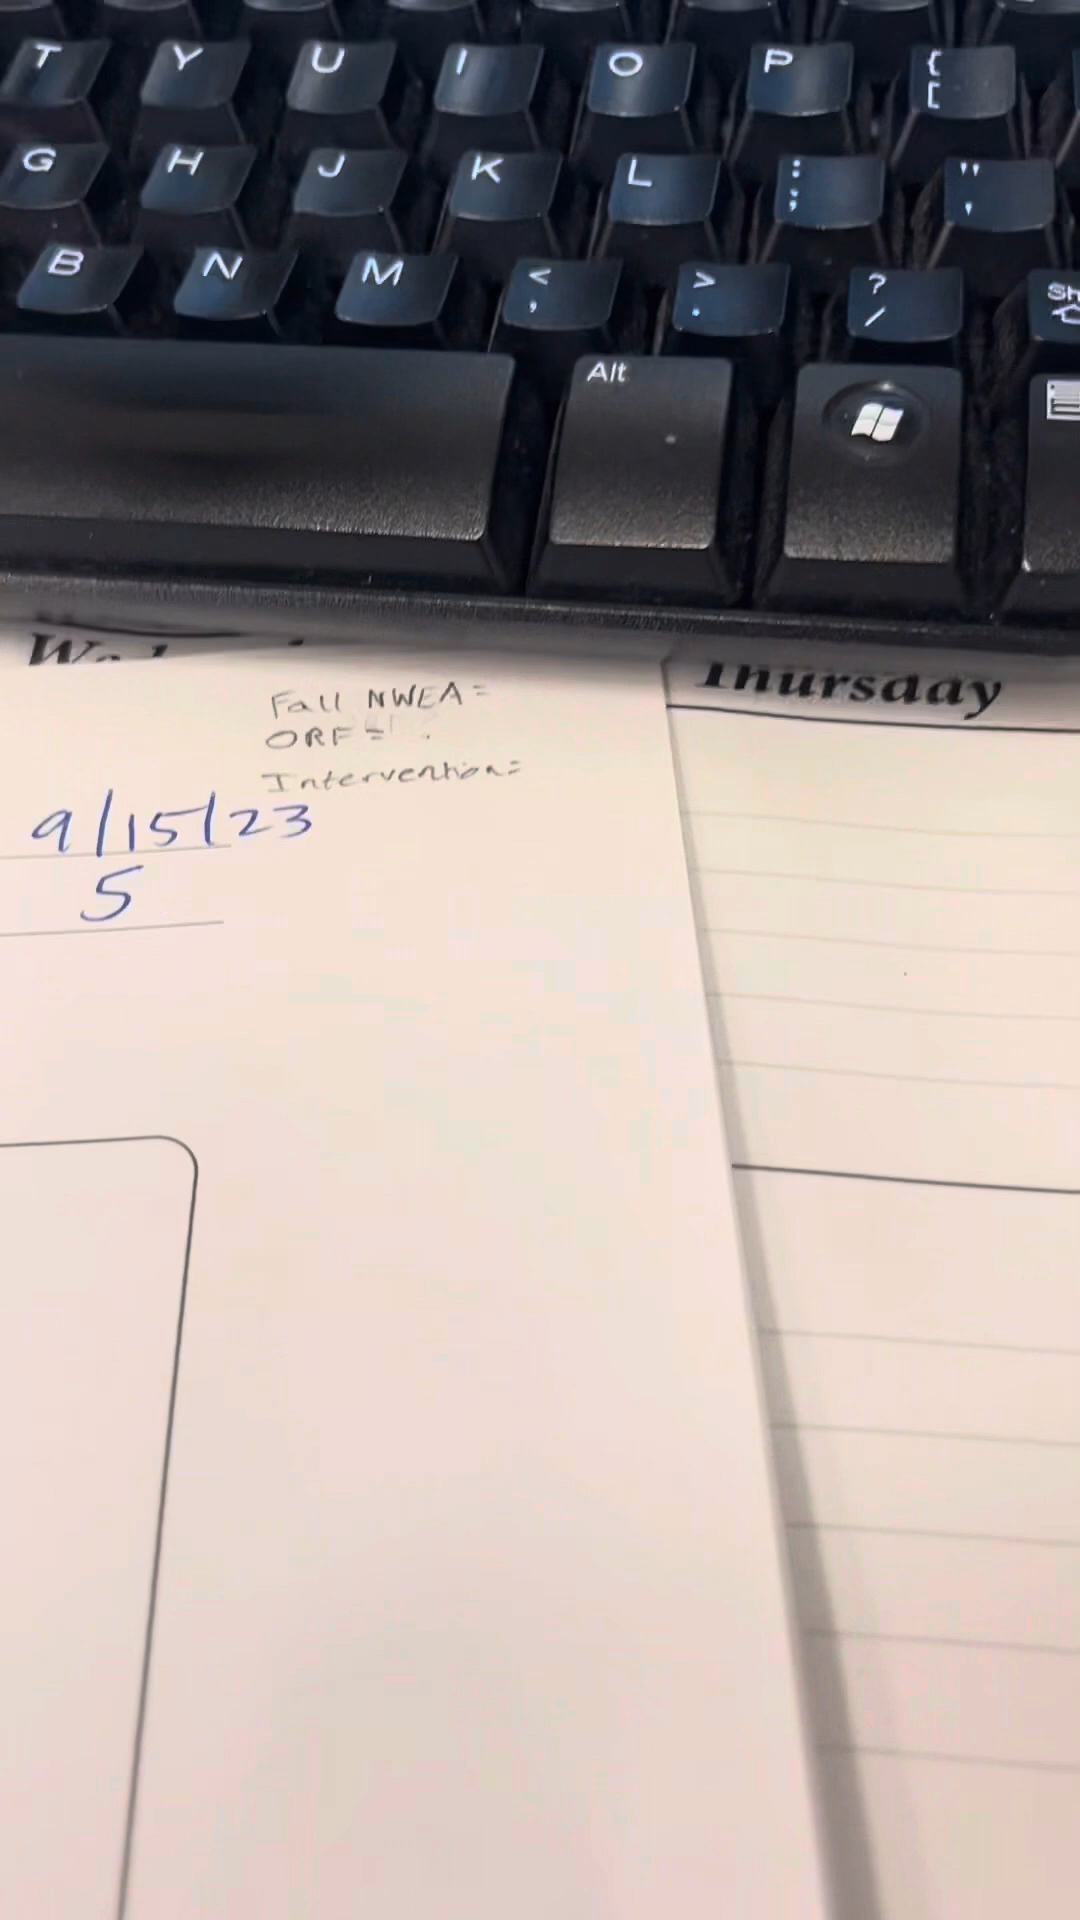 T Y U I O P { [
G H J K L : ; " '
B N M < , > . ? /
Alt
Thursday
Fall NWEA=
ORF=
Intervention=
9/15/23
5